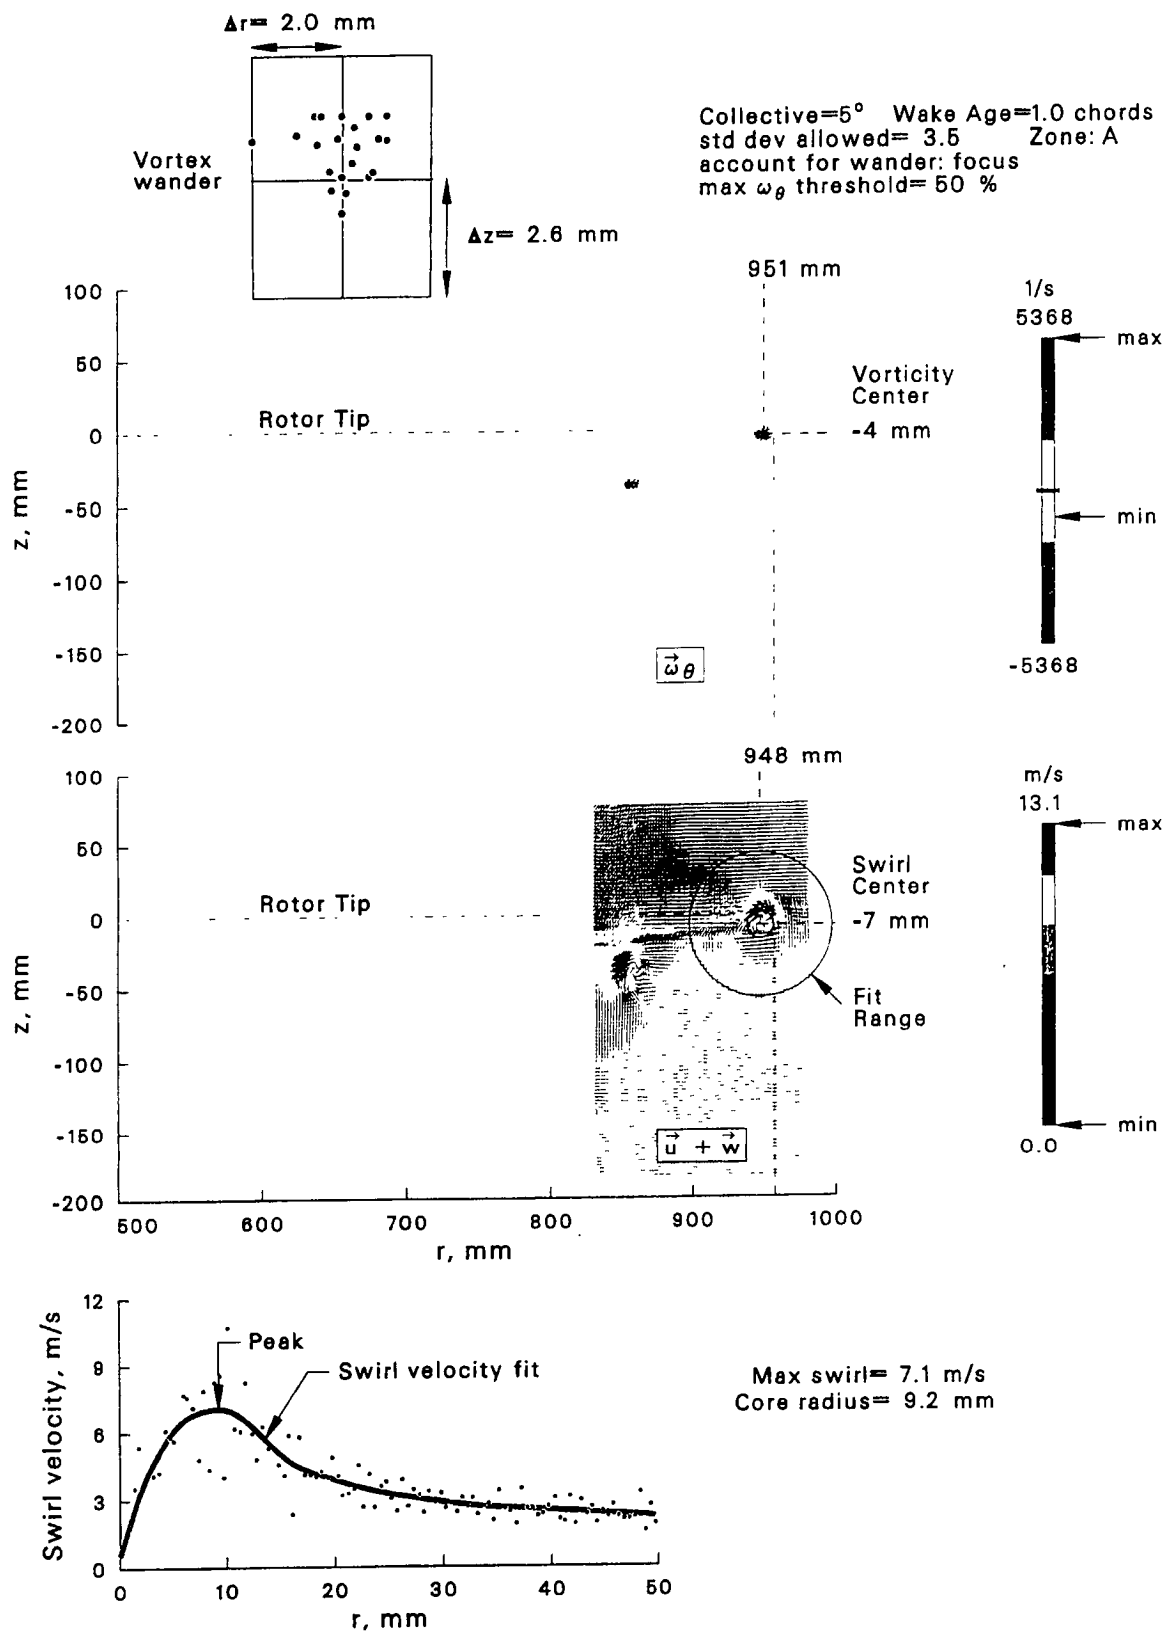 Δr= 2.0 mm
Vortex
wander
Δz= 2.6 mm
Collective=5° Wake Age=1.0 chords
std dev allowed= 3.5 Zone: A
account for wander: focus
max ωθ threshold= 50 %
951 mm
1/s
5368
max
Vorticity
Center
-4 mm
min
-5368
Rotor Tip
100
50
0
-50
-100
-150
-200
z, mm
ω⃗θ
948 mm
m/s
13.1
max
Swirl
Center
-7 mm
Fit
Range
min
0.0
Rotor Tip
100
50
0
-50
-100
-150
-200
z, mm
u⃗ + w⃗
500 600 700 800 900 1000
r, mm
12
9
6
3
0
Swirl velocity, m/s
Peak
Swirl velocity fit
Max swirl= 7.1 m/s
Core radius= 9.2 mm
0 10 20 30 40 50
r, mm